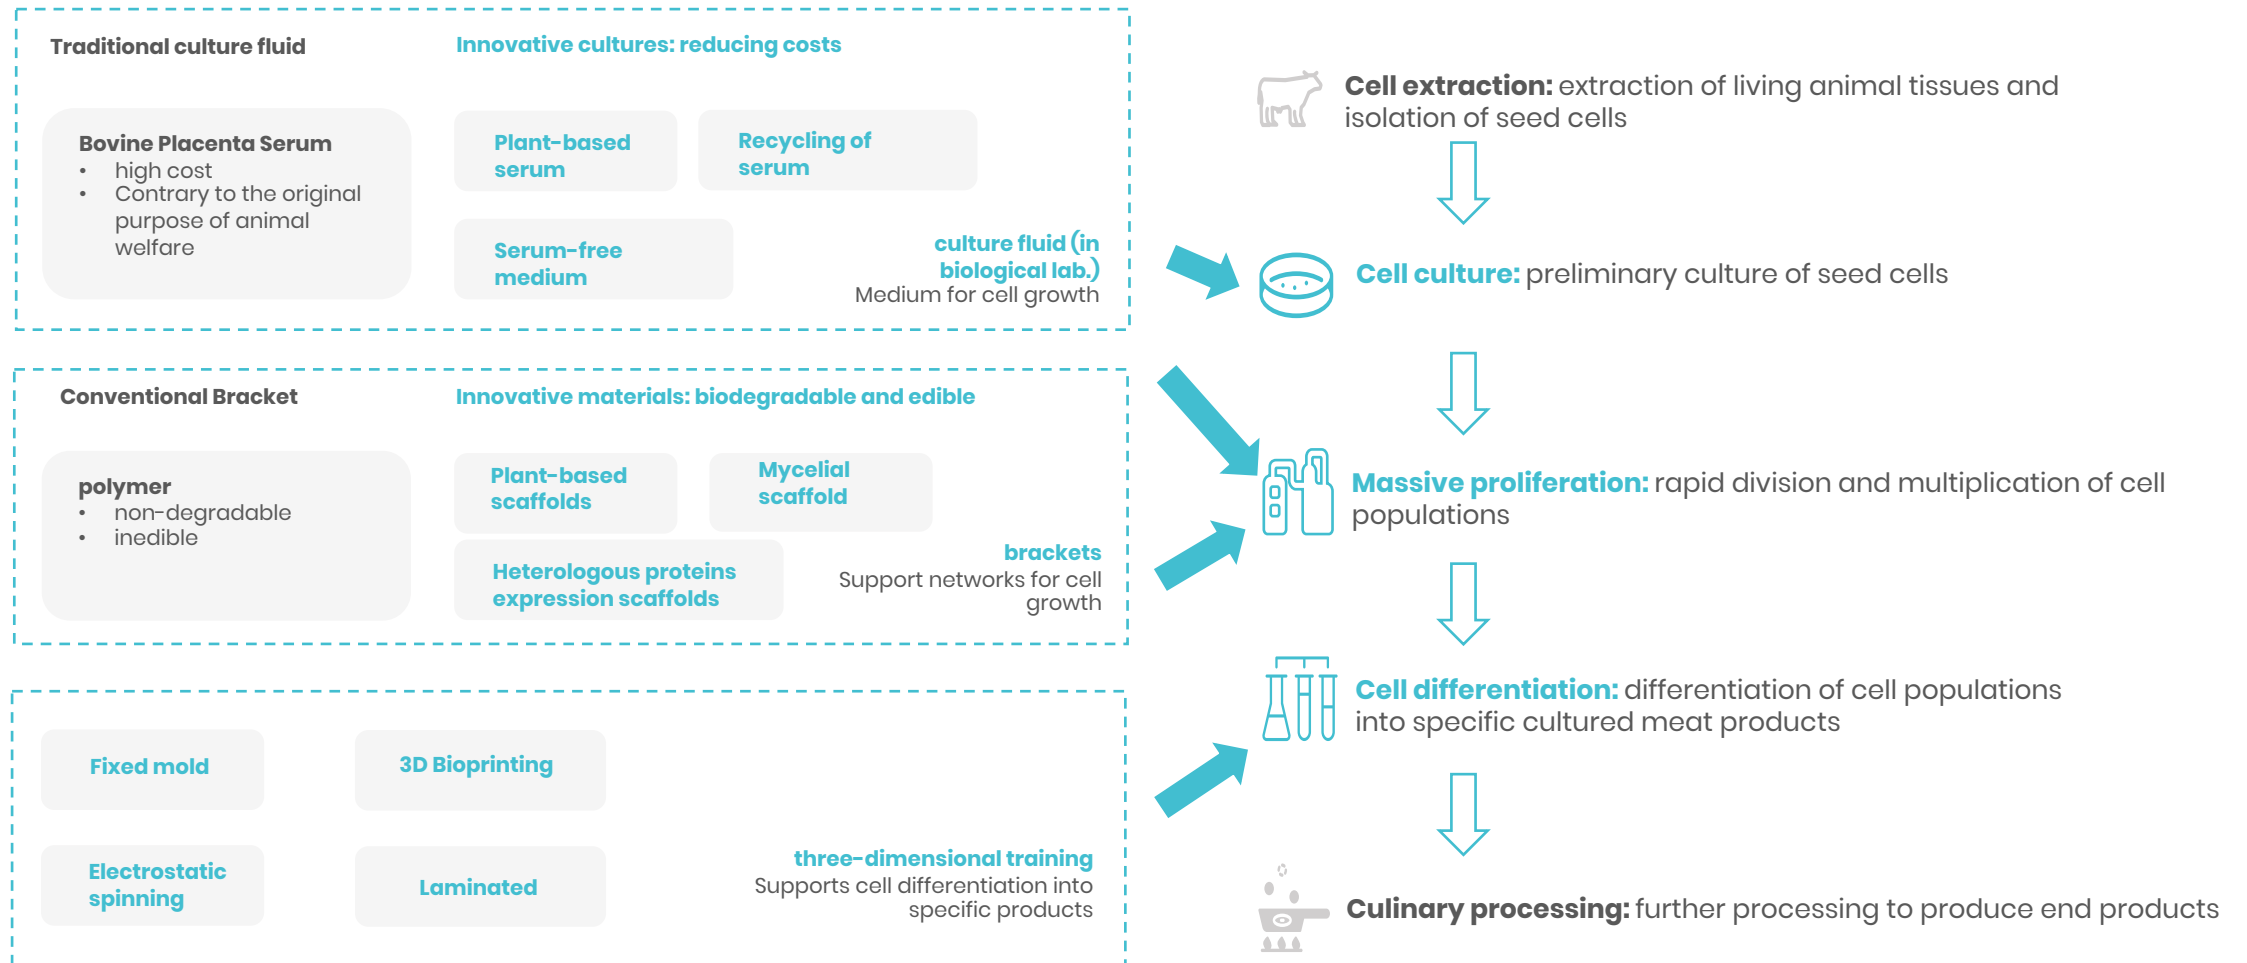 Traditional culture fluid
Innovative cultures: reducing costs
Bovine Placenta Serum
• high cost
• Contrary to the original
purpose of animal
welfare
Plant-based
serum
Recycling of
serum
Serum-free
medium
culture fluid (in
biological lab.)
Medium for cell growth
Conventional Bracket
Innovative materials: biodegradable and edible
polymer
• non-degradable
• inedible
Plant-based
scaffolds
Mycelial
scaffold
Heterologous proteins
expression scaffolds
brackets
Support networks for cell
growth
Fixed mold
3D Bioprinting
Electrostatic
spinning
Laminated
three-dimensional training
Supports cell differentiation into
specific products
Cell extraction: extraction of living animal tissues and
isolation of seed cells
Cell culture: preliminary culture of seed cells
Massive proliferation: rapid division and multiplication of cell
populations
Cell differentiation: differentiation of cell populations
into specific cultured meat products
Culinary processing: further processing to produce end products